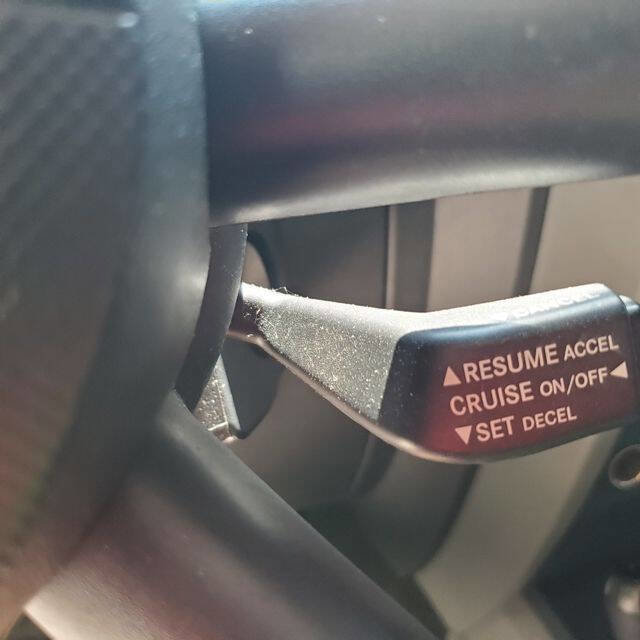 ▲RESUME ACCEL
CRUISE ON/OFF◀
▼SET DECEL